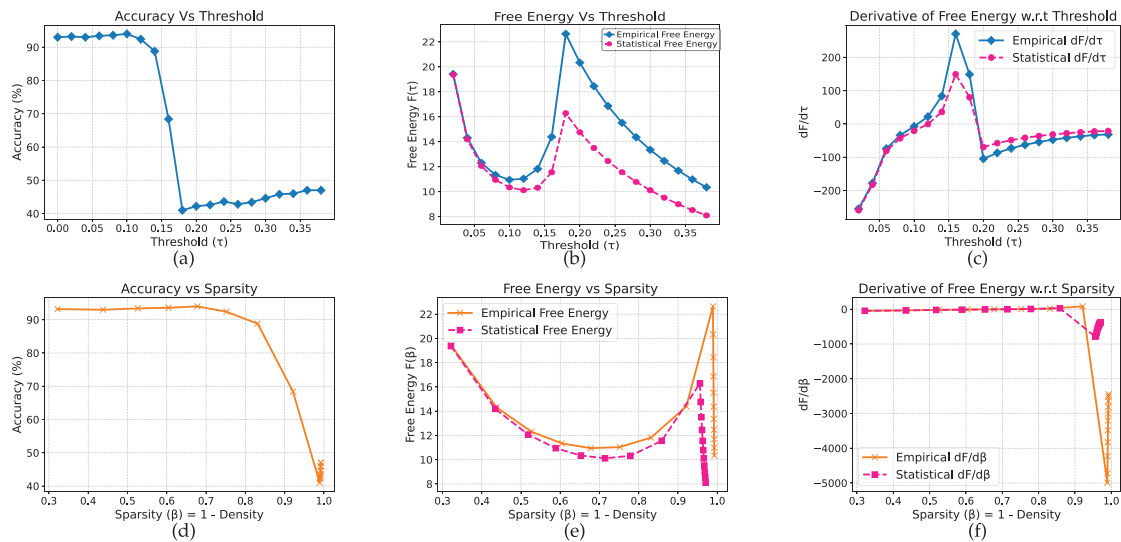 Accuracy Vs Threshold
Accuracy (%)
90
80
70
60
50
40
0.00 0.05 0.10 0.15 0.20 0.25 0.30 0.35
Threshold (τ)
(a)
Free Energy Vs Threshold
Empirical Free Energy
Statistical Free Energy
Free Energy F(τ)
22
20
18
16
14
12
10
8
0.05 0.10 0.15 0.20 0.25 0.30 0.35
Threshold (τ)
(b)
Derivative of Free Energy w.r.t Threshold
Empirical dF/dτ
Statistical dF/dτ
dF/dτ
200
100
0
−100
−200
0.05 0.10 0.15 0.20 0.25 0.30 0.35
Threshold (τ)
(c)
Accuracy vs Sparsity
Accuracy (%)
90
80
70
60
50
40
0.3 0.4 0.5 0.6 0.7 0.8 0.9 1.0
Sparsity (β) = 1 - Density
(d)
Free Energy vs Sparsity
Empirical Free Energy
Statistical Free Energy
Free Energy F(β)
22
20
18
16
14
12
10
8
0.3 0.4 0.5 0.6 0.7 0.8 0.9 1.0
Sparsity (β) = 1 - Density
(e)
Derivative of Free Energy w.r.t Sparsity
dF/dβ
0
−1000
−2000
−3000
−4000
−5000
Empirical dF/dβ
Statistical dF/dβ
0.3 0.4 0.5 0.6 0.7 0.8 0.9 1.0
Sparsity (β) = 1 - Density
(f)